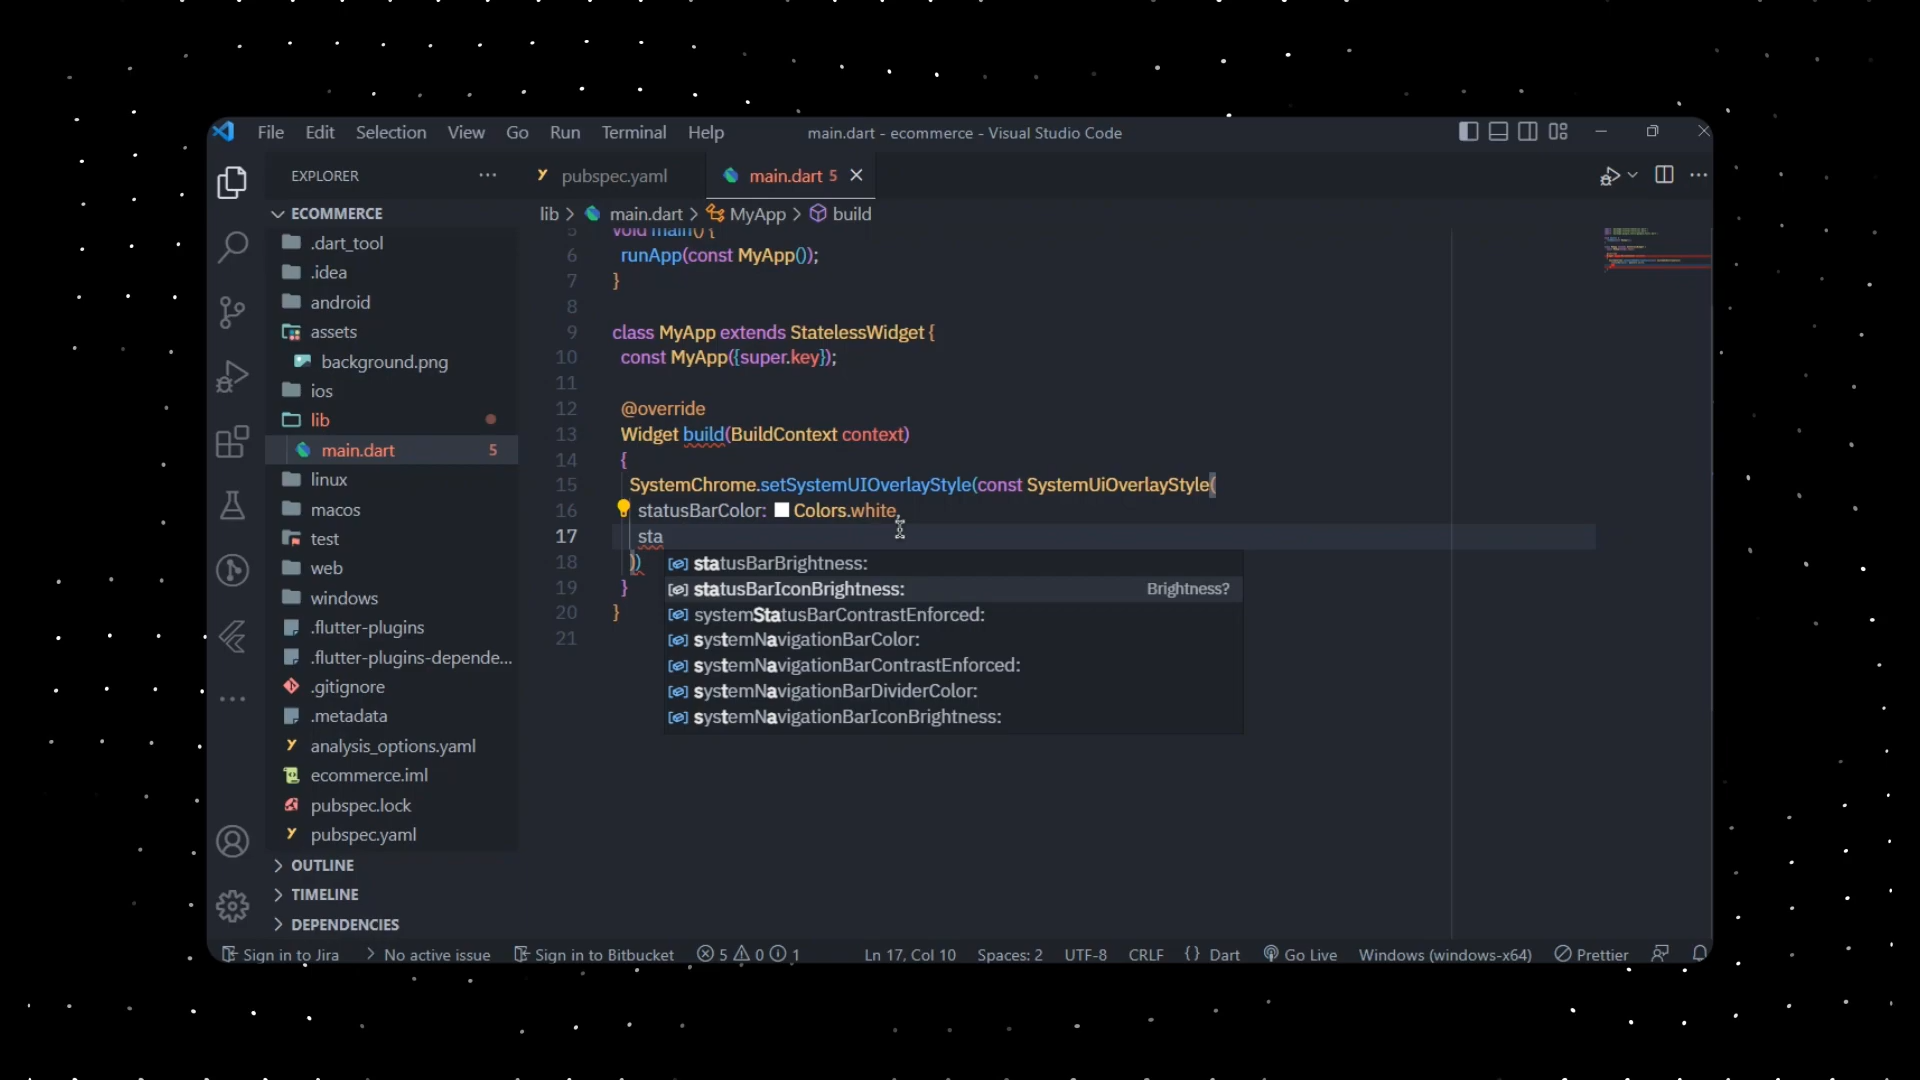 File Edit Selection View Go Run Terminal Help
main.dart - ecommerce - Visual Studio Code
EXPLORER
pubspec.yaml
main.dart 5
ECOMMERCE
lib > main.dart > MyApp > build
.dart_tool
.idea
android
assets
background.png
ios
lib
main.dart 5
linux
macos
test
web
windows
.flutter-plugins
.flutter-plugins-depende...
.gitignore
.metadata
analysis_options.yaml
ecommerce.iml
pubspec.lock
pubspec.yaml
OUTLINE
TIMELINE
DEPENDENCIES
5 void main() {
6 runApp(const MyApp());
7 }
8
9 class MyApp extends StatelessWidget {
10 const MyApp({super.key});
11
12 @override
13 Widget build(BuildContext context)
14 {
15 SystemChrome.setSystemUIOverlayStyle(const SystemUiOverlayStyle(
16 statusBarColor: Colors.white,
17 sta
18 ))
19 }
20 }
21
statusBarBrightness:
statusBarIconBrightness: Brightness?
systemStatusBarContrastEnforced:
systemNavigationBarColor:
systemNavigationBarContrastEnforced:
systemNavigationBarDividerColor:
systemNavigationBarIconBrightness:
Sign in to Jira > No active issue Sign in to Bitbucket 5 0 1 Ln 17, Col 10 Spaces: 2 UTF-8 CRLF {} Dart Go Live Windows (windows-x64) Prettier